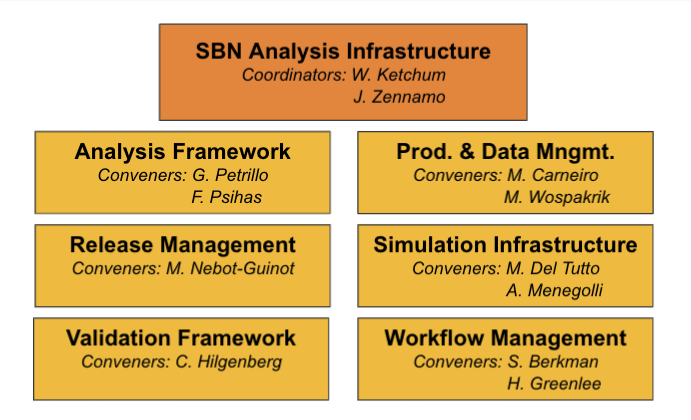 SBN Analysis Infrastructure
Coordinators: W. Ketchum
J. Zennamo
Analysis Framework
Conveners: G. Petrillo
F. Psihas
Prod. & Data Mngmt.
Conveners: M. Carneiro
M. Wospakrik
Release Management
Conveners: M. Nebot-Guinot
Simulation Infrastructure
Conveners: M. Del Tutto
A. Menegolli
Validation Framework
Conveners: C. Hilgenberg
Workflow Management
Conveners: S. Berkman
H. Greenlee